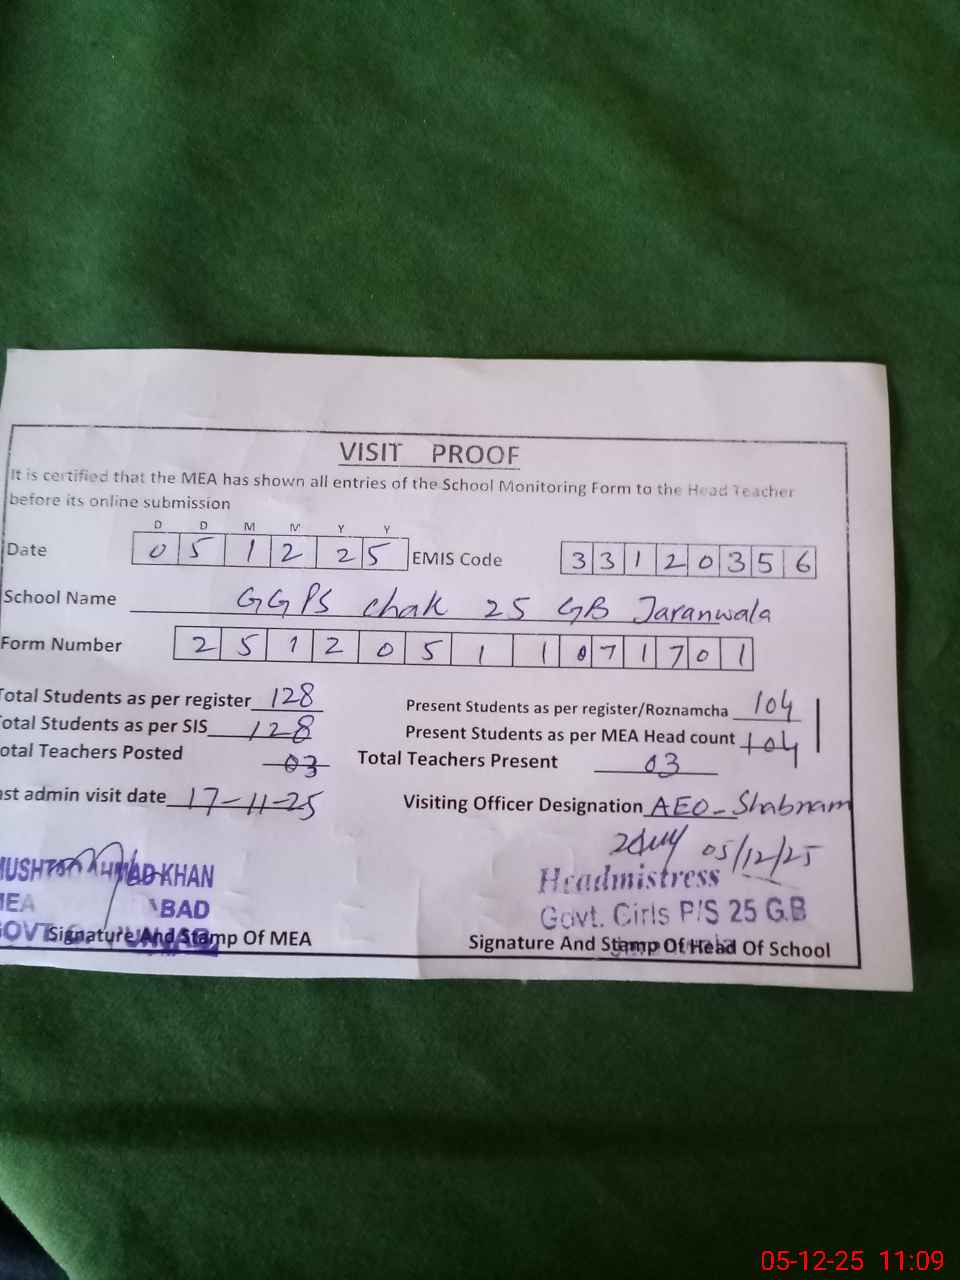 VISIT PROOF
It is certified that the MEA has shown all entries of the School Monitoring Form to the Head Teacher
before its online submission
D D M M Y Y
Date 0 5 1 2 2 5 EMIS Code 3 3 1 2 0 3 5 6
School Name GGPS chak 25 GB Jaranwala
Form Number 2 5 1 2 0 5 1 1 0 7 1 7 0 1
Total Students as per register 128 Present Students as per register/Roznamcha 104
Total Students as per SIS 128 Present Students as per MEA Head count 104
otal Teachers Posted 03 Total Teachers Present 03
ast admin visit date 17-11-25 Visiting Officer Designation AEO-Shabnam
05/12/25
AHMAD KHAN Headmistress
MEA ABAD Govt. Girls P/S 25 G.B
GOVT
Signature And Stamp Of MEA Signature And Stamp Of Head Of School
05-12-25 11:09